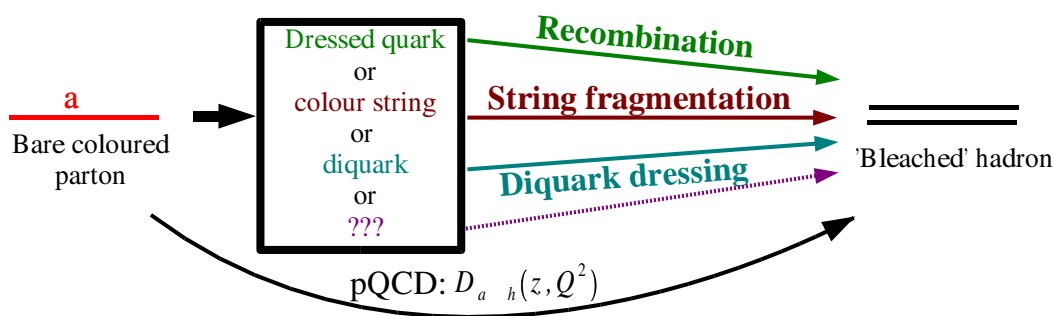 a
Bare coloured
parton
Dressed quark
or
colour string
or
diquark
or
???
Recombination
String fragmentation
Diquark dressing
'Bleached' hadron
pQCD: D_{a h}(z, Q^2)